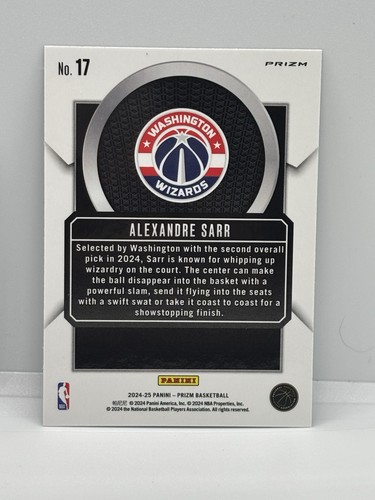 No. 17
PRIZM
WASHINGTON
WIZARDS
ALEXANDRE SARR
Selected by Washington with the second overall
pick in 2024, Sarr is known for whipping up
wizardry on the court. The center can make
the ball disappear into the basket with a
powerful slam, send it flying into the seats
with a swift swat or take it coast to coast for a
showstopping finish.
PANINI
2024-25 PANINI – PRIZM BASKETBALL
© 2024 Panini America, Inc. © 2024 NBA Properties, Inc.
© 2024 the National Basketball Players Association. All rights reserved.